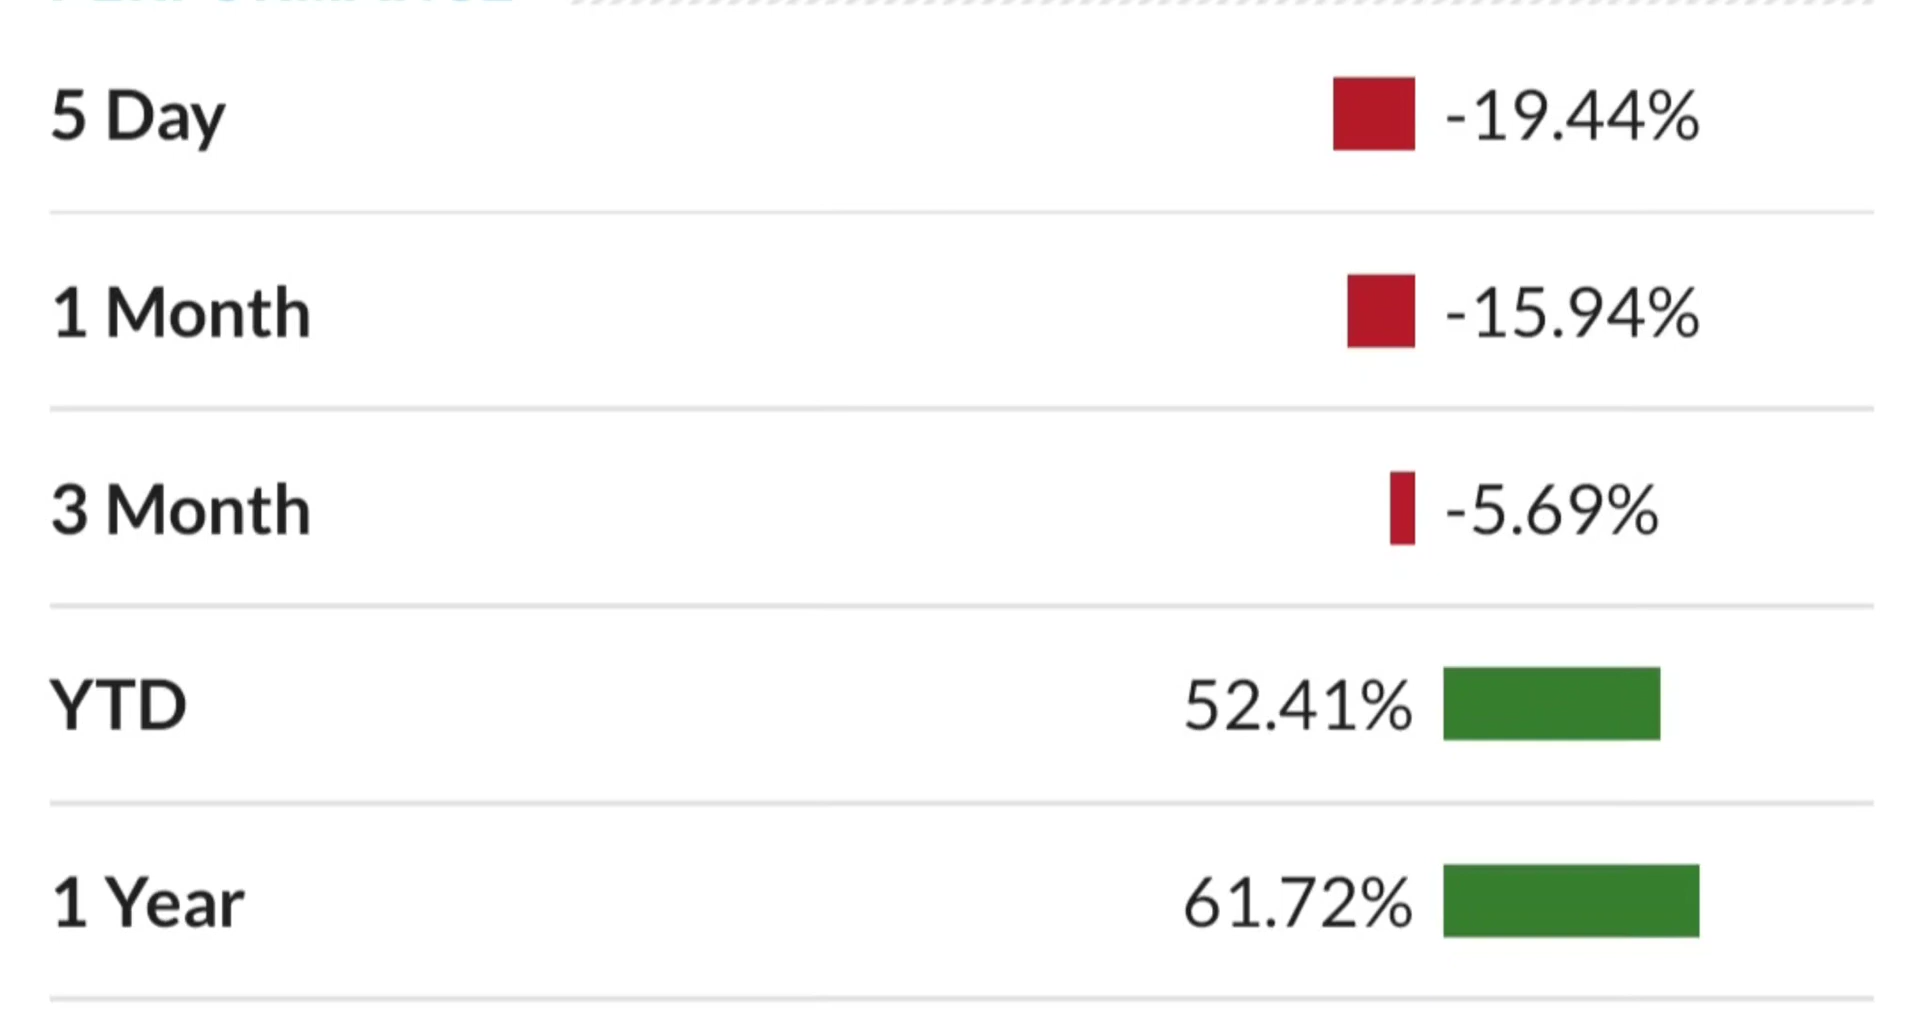 5 Day -19.44%
1 Month -15.94%
3 Month -5.69%
YTD 52.41%
1 Year 61.72%